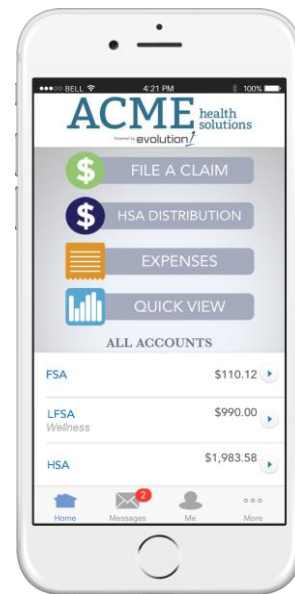 ●●●○○ BELL 4:21 PM 100%
ACME health solutions
Powered by evolution1
$ FILE A CLAIM
$ HSA DISTRIBUTION
EXPENSES
QUICK VIEW
ALL ACCOUNTS
FSA $110.12
LFSA $990.00
Wellness
HSA $1,983.58
2
Home Messages Me More